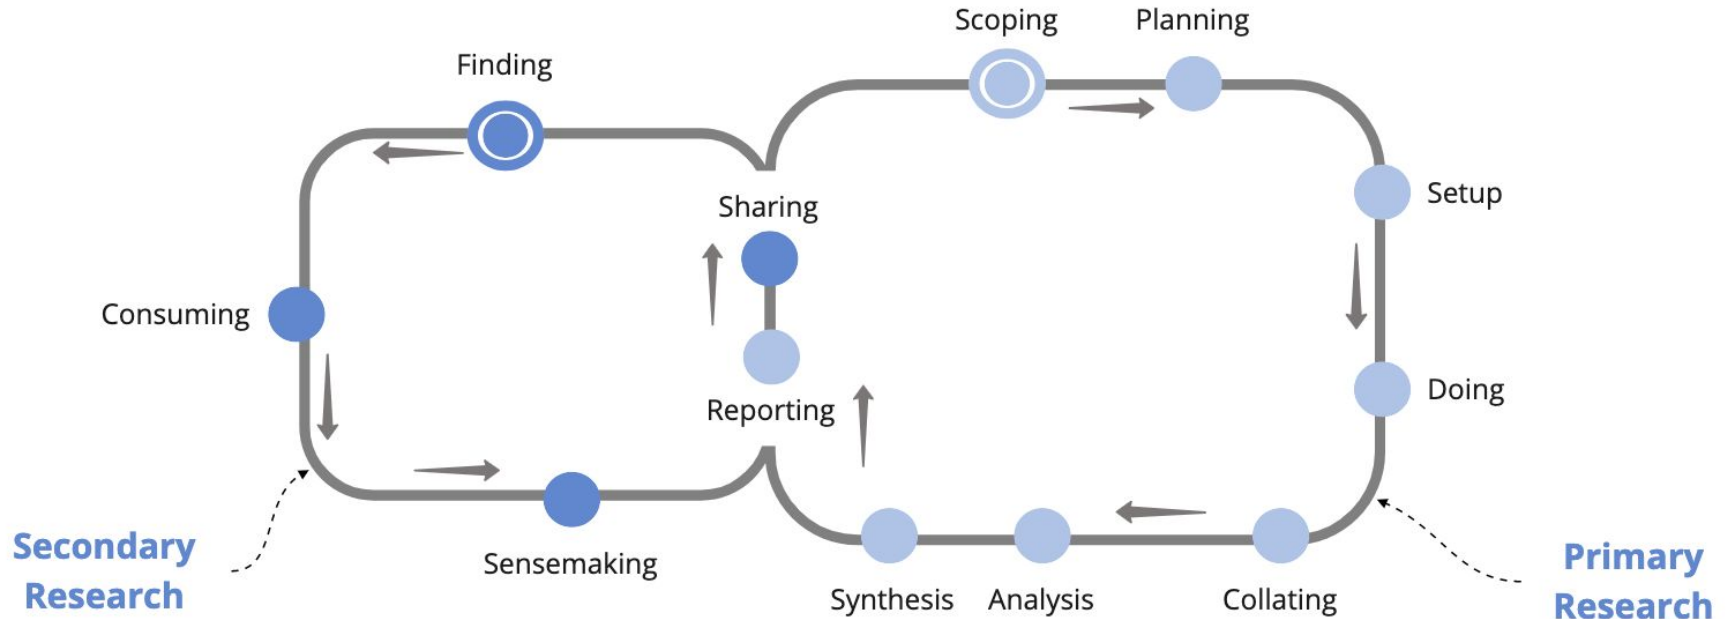 Scoping
Planning
Finding
Sharing
Setup
Consuming
Doing
Reporting
Sensemaking
Synthesis
Analysis
Collating
Secondary
Research
Primary
Research